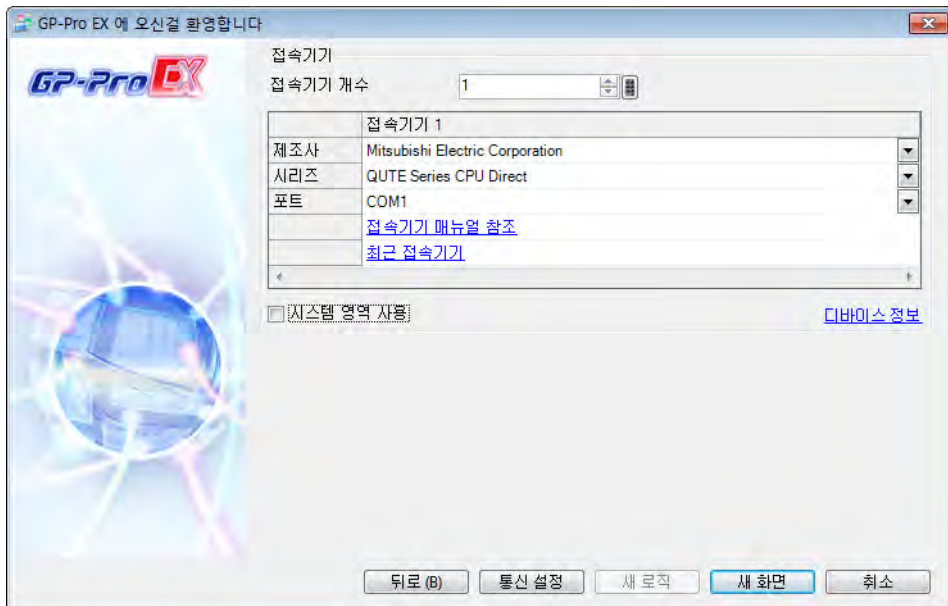 GP-Pro EX 에 오신걸 환영합니다
GP-Pro EX
접속기기
접속기기 개수 1
접속기기 1
제조사 Mitsubishi Electric Corporation
시리즈 QUTE Series CPU Direct
포트 COM1
접속기기 매뉴얼 참조
최근 접속기기
시스템 영역 사용 디바이스 정보
뒤로 (B) 통신 설정 새 로직 새 화면 취소